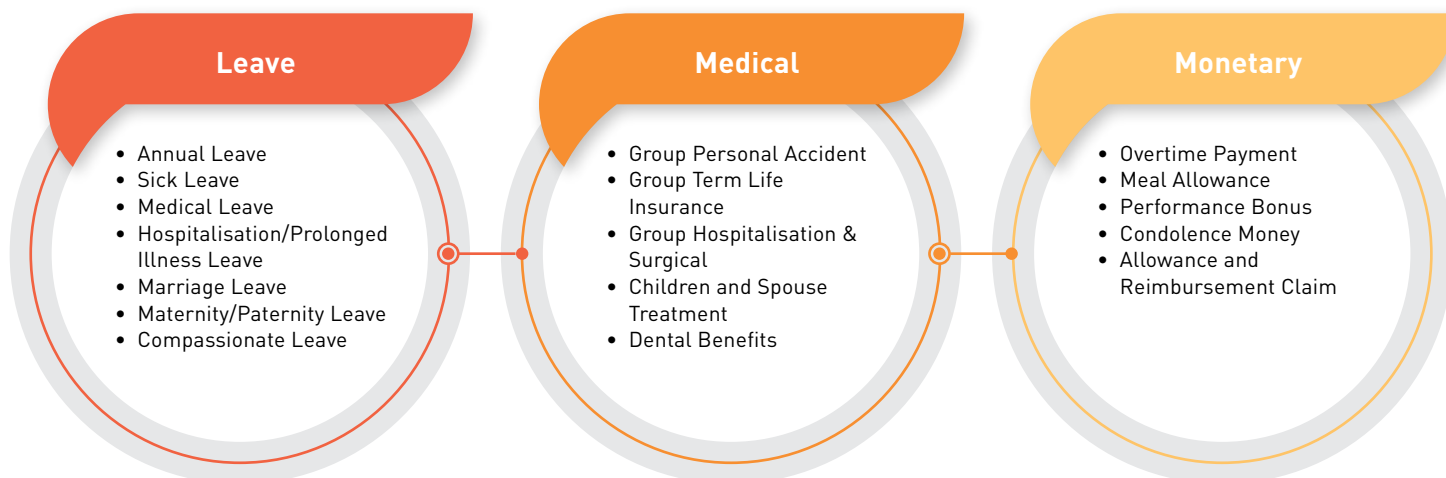 Leave
• Annual Leave
• Sick Leave
• Medical Leave
• Hospitalisation/Prolonged
Illness Leave
• Marriage Leave
• Maternity/Paternity Leave
• Compassionate Leave
Medical
• Group Personal Accident
• Group Term Life
Insurance
• Group Hospitalisation &
Surgical
• Children and Spouse
Treatment
• Dental Benefits
Monetary
• Overtime Payment
• Meal Allowance
• Performance Bonus
• Condolence Money
• Allowance and
Reimbursement Claim